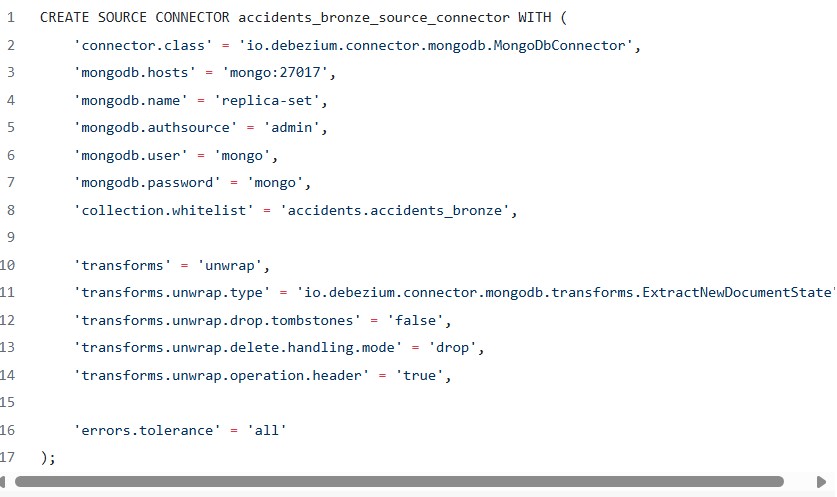 1 CREATE SOURCE CONNECTOR accidents_bronze_source_connector WITH (
2 'connector.class' = 'io.debezium.connector.mongodb.MongoDbConnector',
3 'mongodb.hosts' = 'mongo:27017',
4 'mongodb.name' = 'replica-set',
5 'mongodb.authsource' = 'admin',
6 'mongodb.user' = 'mongo',
7 'mongodb.password' = 'mongo',
8 'collection.whitelist' = 'accidents.accidents_bronze',
9
10 'transforms' = 'unwrap',
11 'transforms.unwrap.type' = 'io.debezium.connector.mongodb.transforms.ExtractNewDocumentState'
12 'transforms.unwrap.drop.tombstones' = 'false',
13 'transforms.unwrap.delete.handling.mode' = 'drop',
14 'transforms.unwrap.operation.header' = 'true',
15
16 'errors.tolerance' = 'all'
17 );